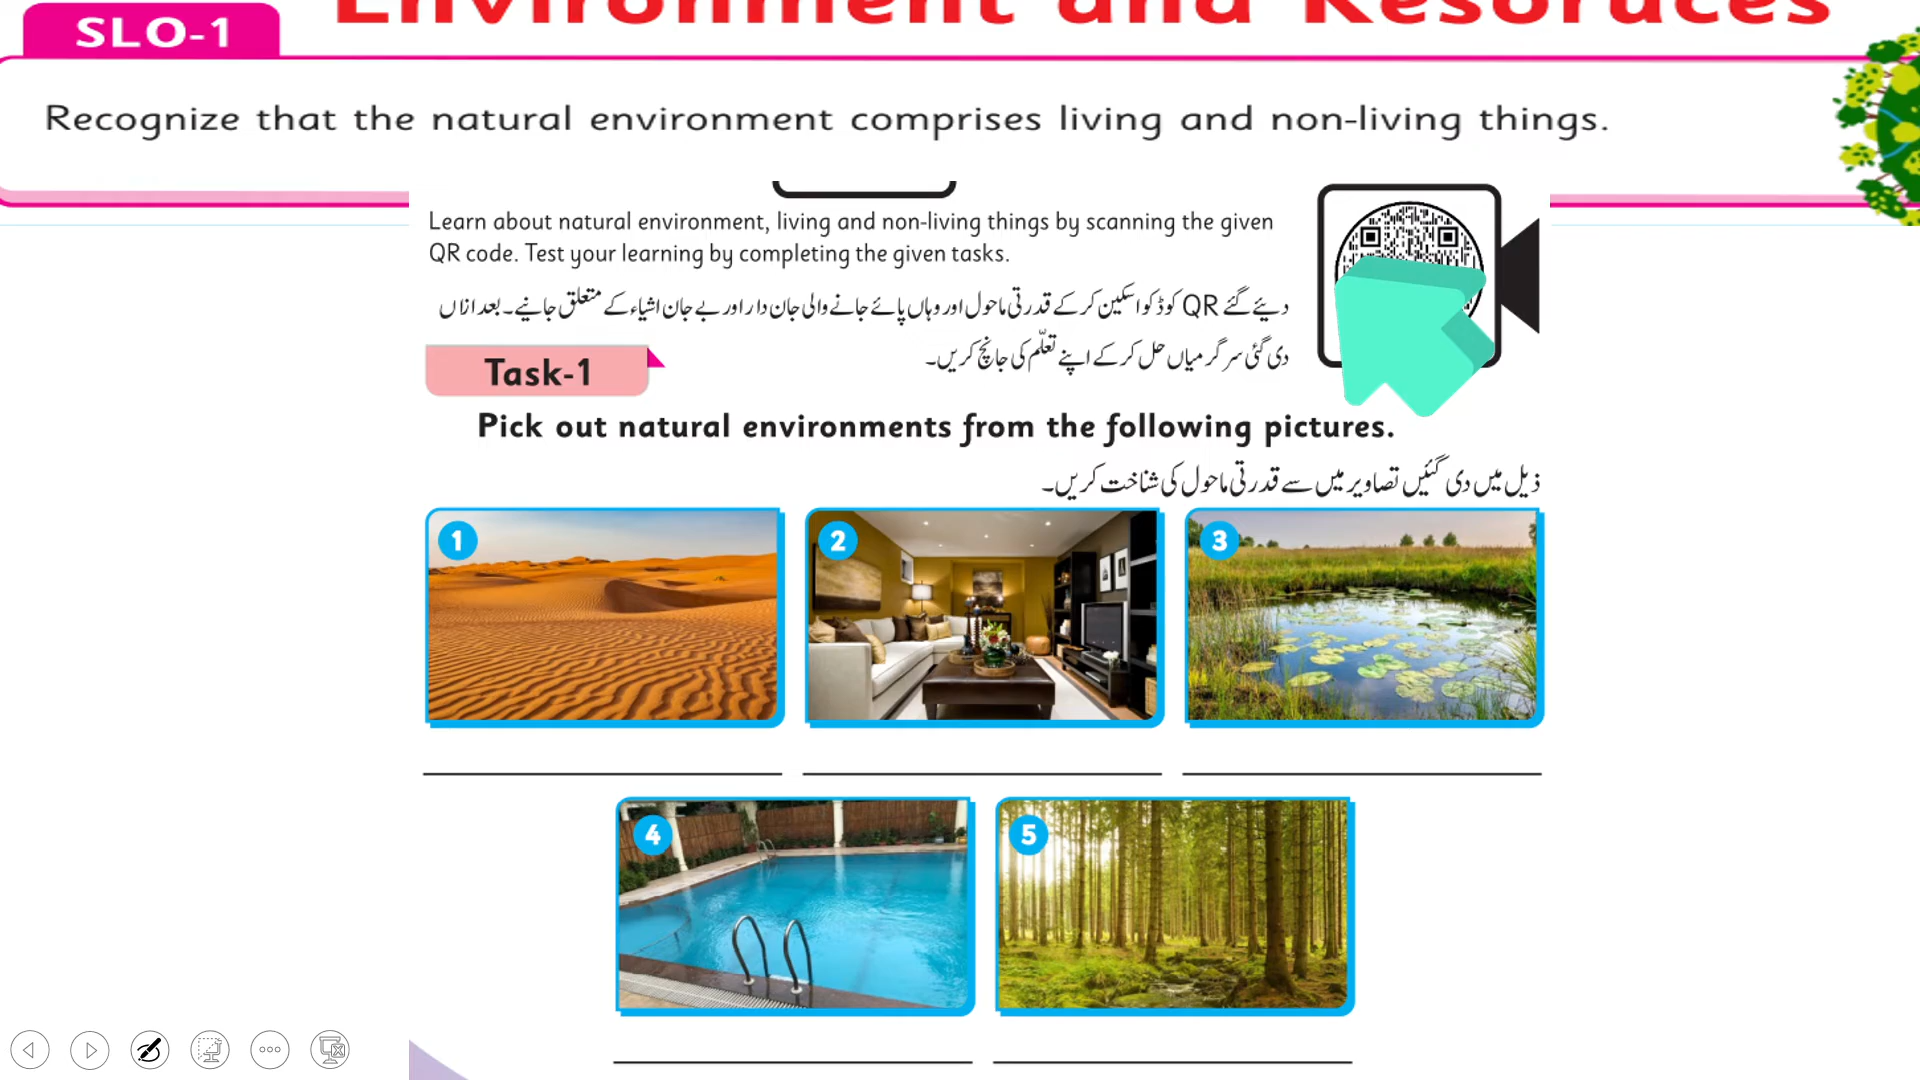 Environment and Resoruces
SLO-1
Recognize that the natural environment comprises living and non-living things.
Learn about natural environment, living and non-living things by scanning the given
QR code. Test your learning by completing the given tasks.
دیئے گئے QR کوڈ کو اسکین کر کے قدرتی ماحول اور وہاں پائے جانے والی جان دار اور بے جان اشیاء کے متعلق جانیے۔ بعد ازاں
دی گئی سرگرمیاں حل کر کے اپنے تعلّم کی جانچ کریں۔
Task-1
Pick out natural environments from the following pictures.
ذیل میں دی گئیں تصاویر میں سے قدرتی ماحول کی شناخت کریں۔
1
2
3
4
5